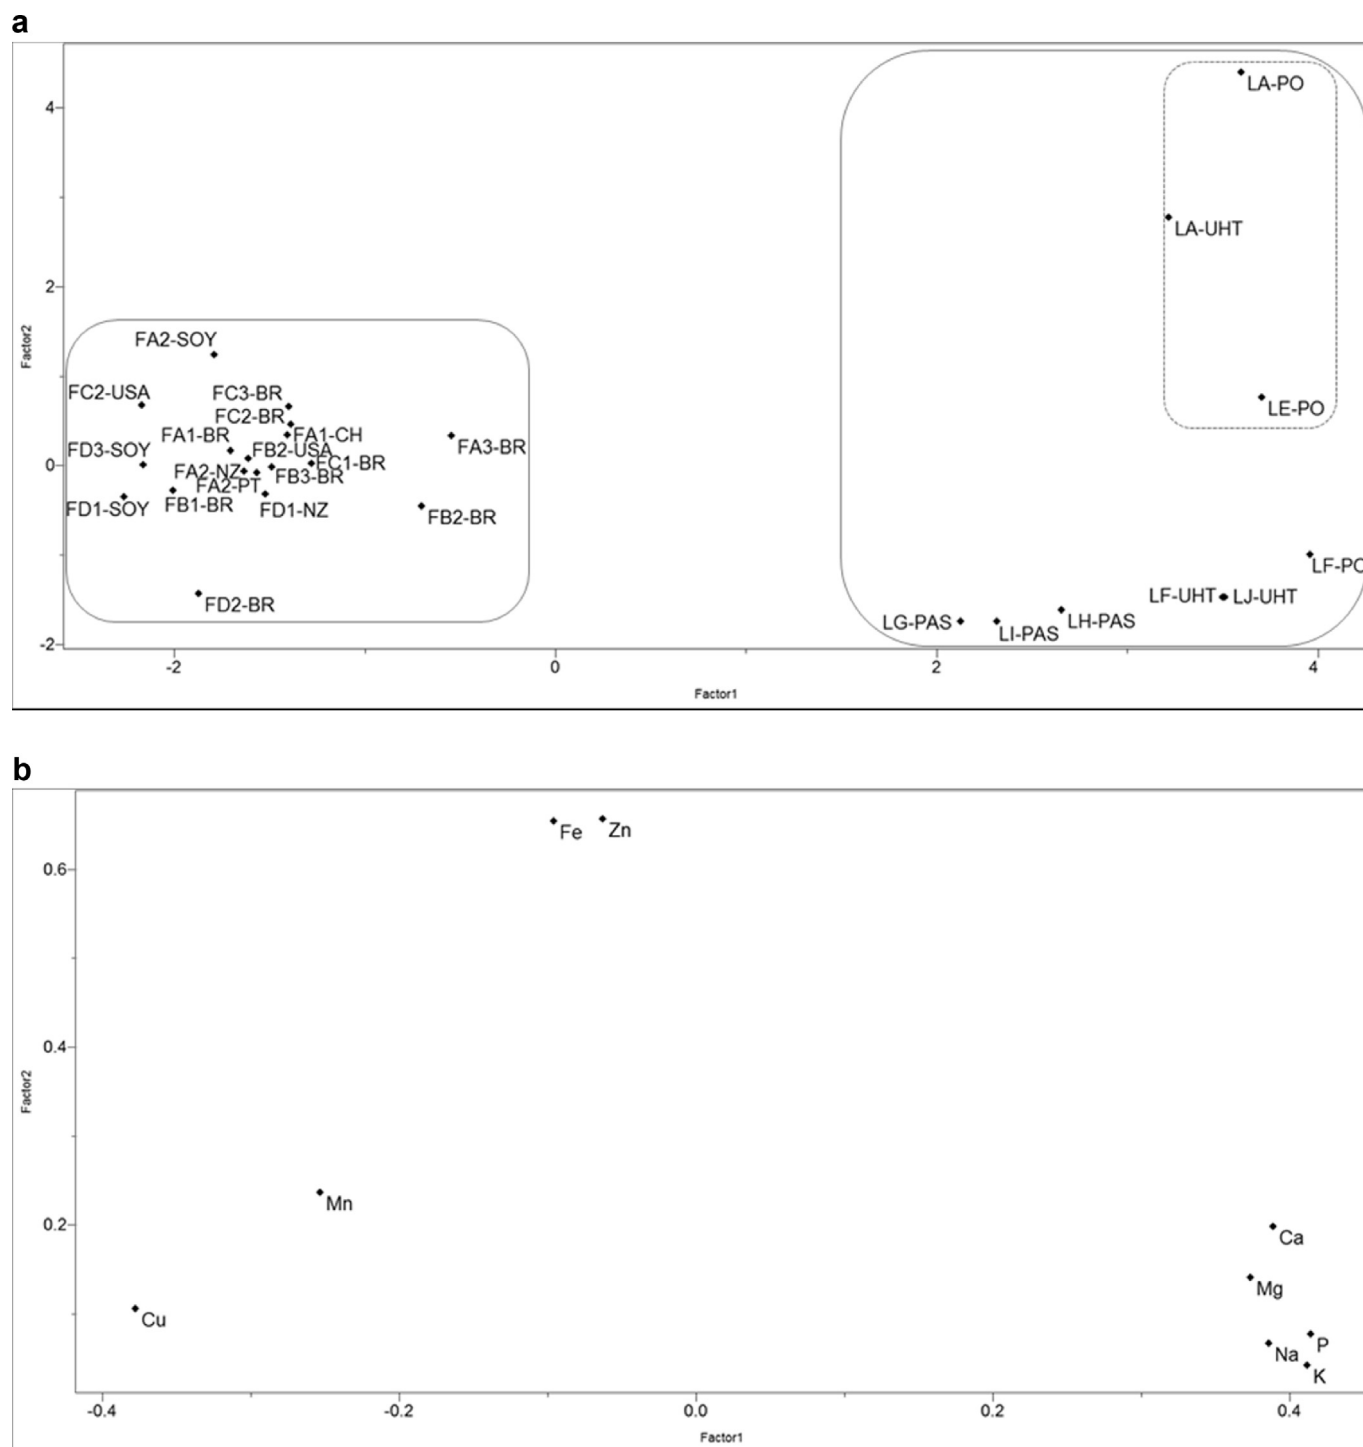 a
LA-PO
4
LA-UHT
2
Factor2
FA2-SOY
FC2-USA
FC3-BR
FC2-BR
LE-PO
FA1-BR
FA1-CH
FA3-BR
FD3-SOY
FB2-USA
FC1-BR
0
FA2-NZ
FB3-BR
FA2-PT
FD1-SOY
FB1-BR
FD1-NZ
FB2-BR
LF-PO
FD2-BR
LF-UHT
LJ-UHT
LG-PAS
LH-PAS
LI-PAS
-2
-2
0
2
4
Factor1
b
Fe
Zn
0.6
0.4
Factor2
Mn
0.2
Ca
Mg
Cu
P
Na
K
-0.4
-0.2
0.0
0.2
0.4
Factor1